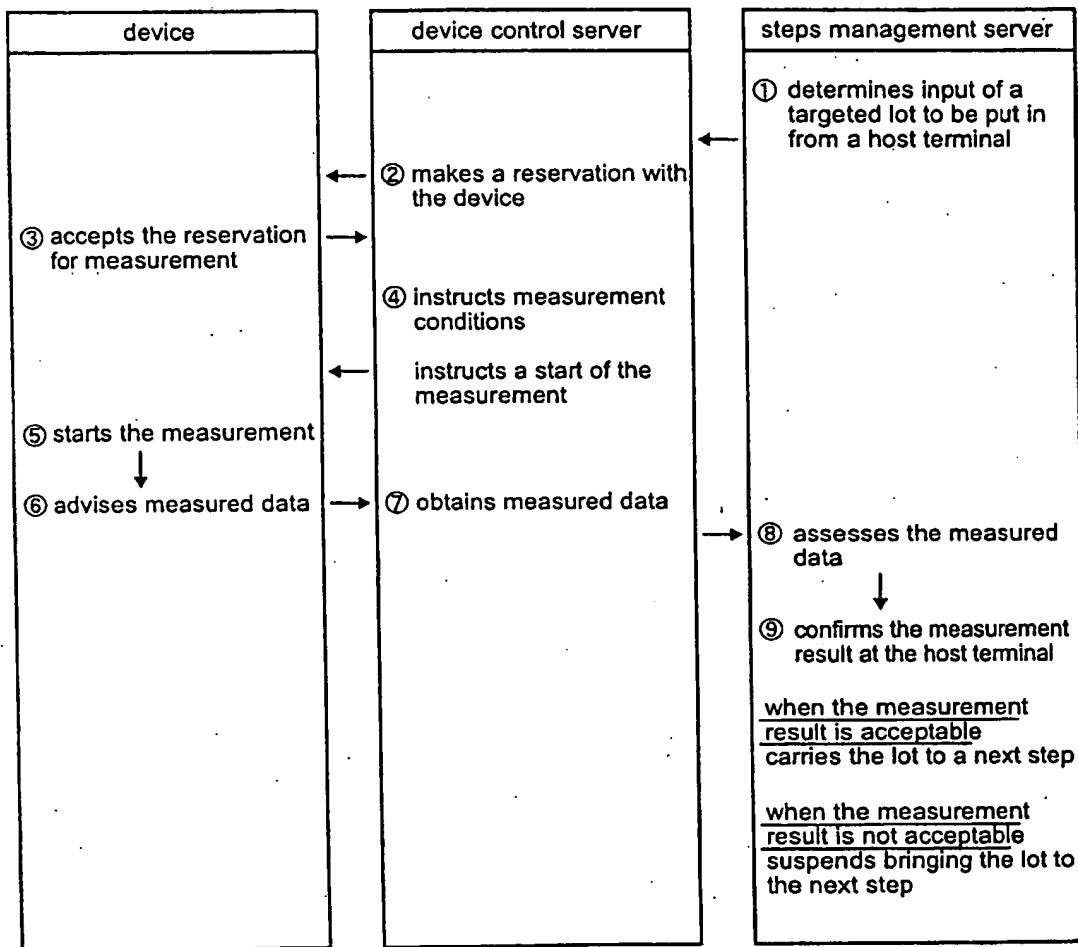 device
device control server
steps management server
① determines input of a
targeted lot to be put in
from a host terminal
② makes a reservation with
the device
③ accepts the reservation
for measurement
④ instructs measurement
conditions
instructs a start of the
measurement
⑤ starts the measurement
⑥ advises measured data
⑦ obtains measured data
⑧ assesses the measured
data
⑨ confirms the measurement
result at the host terminal
when the measurement
result is acceptable
carries the lot to a next step
when the measurement
result is not acceptable
suspends bringing the lot to
the next step